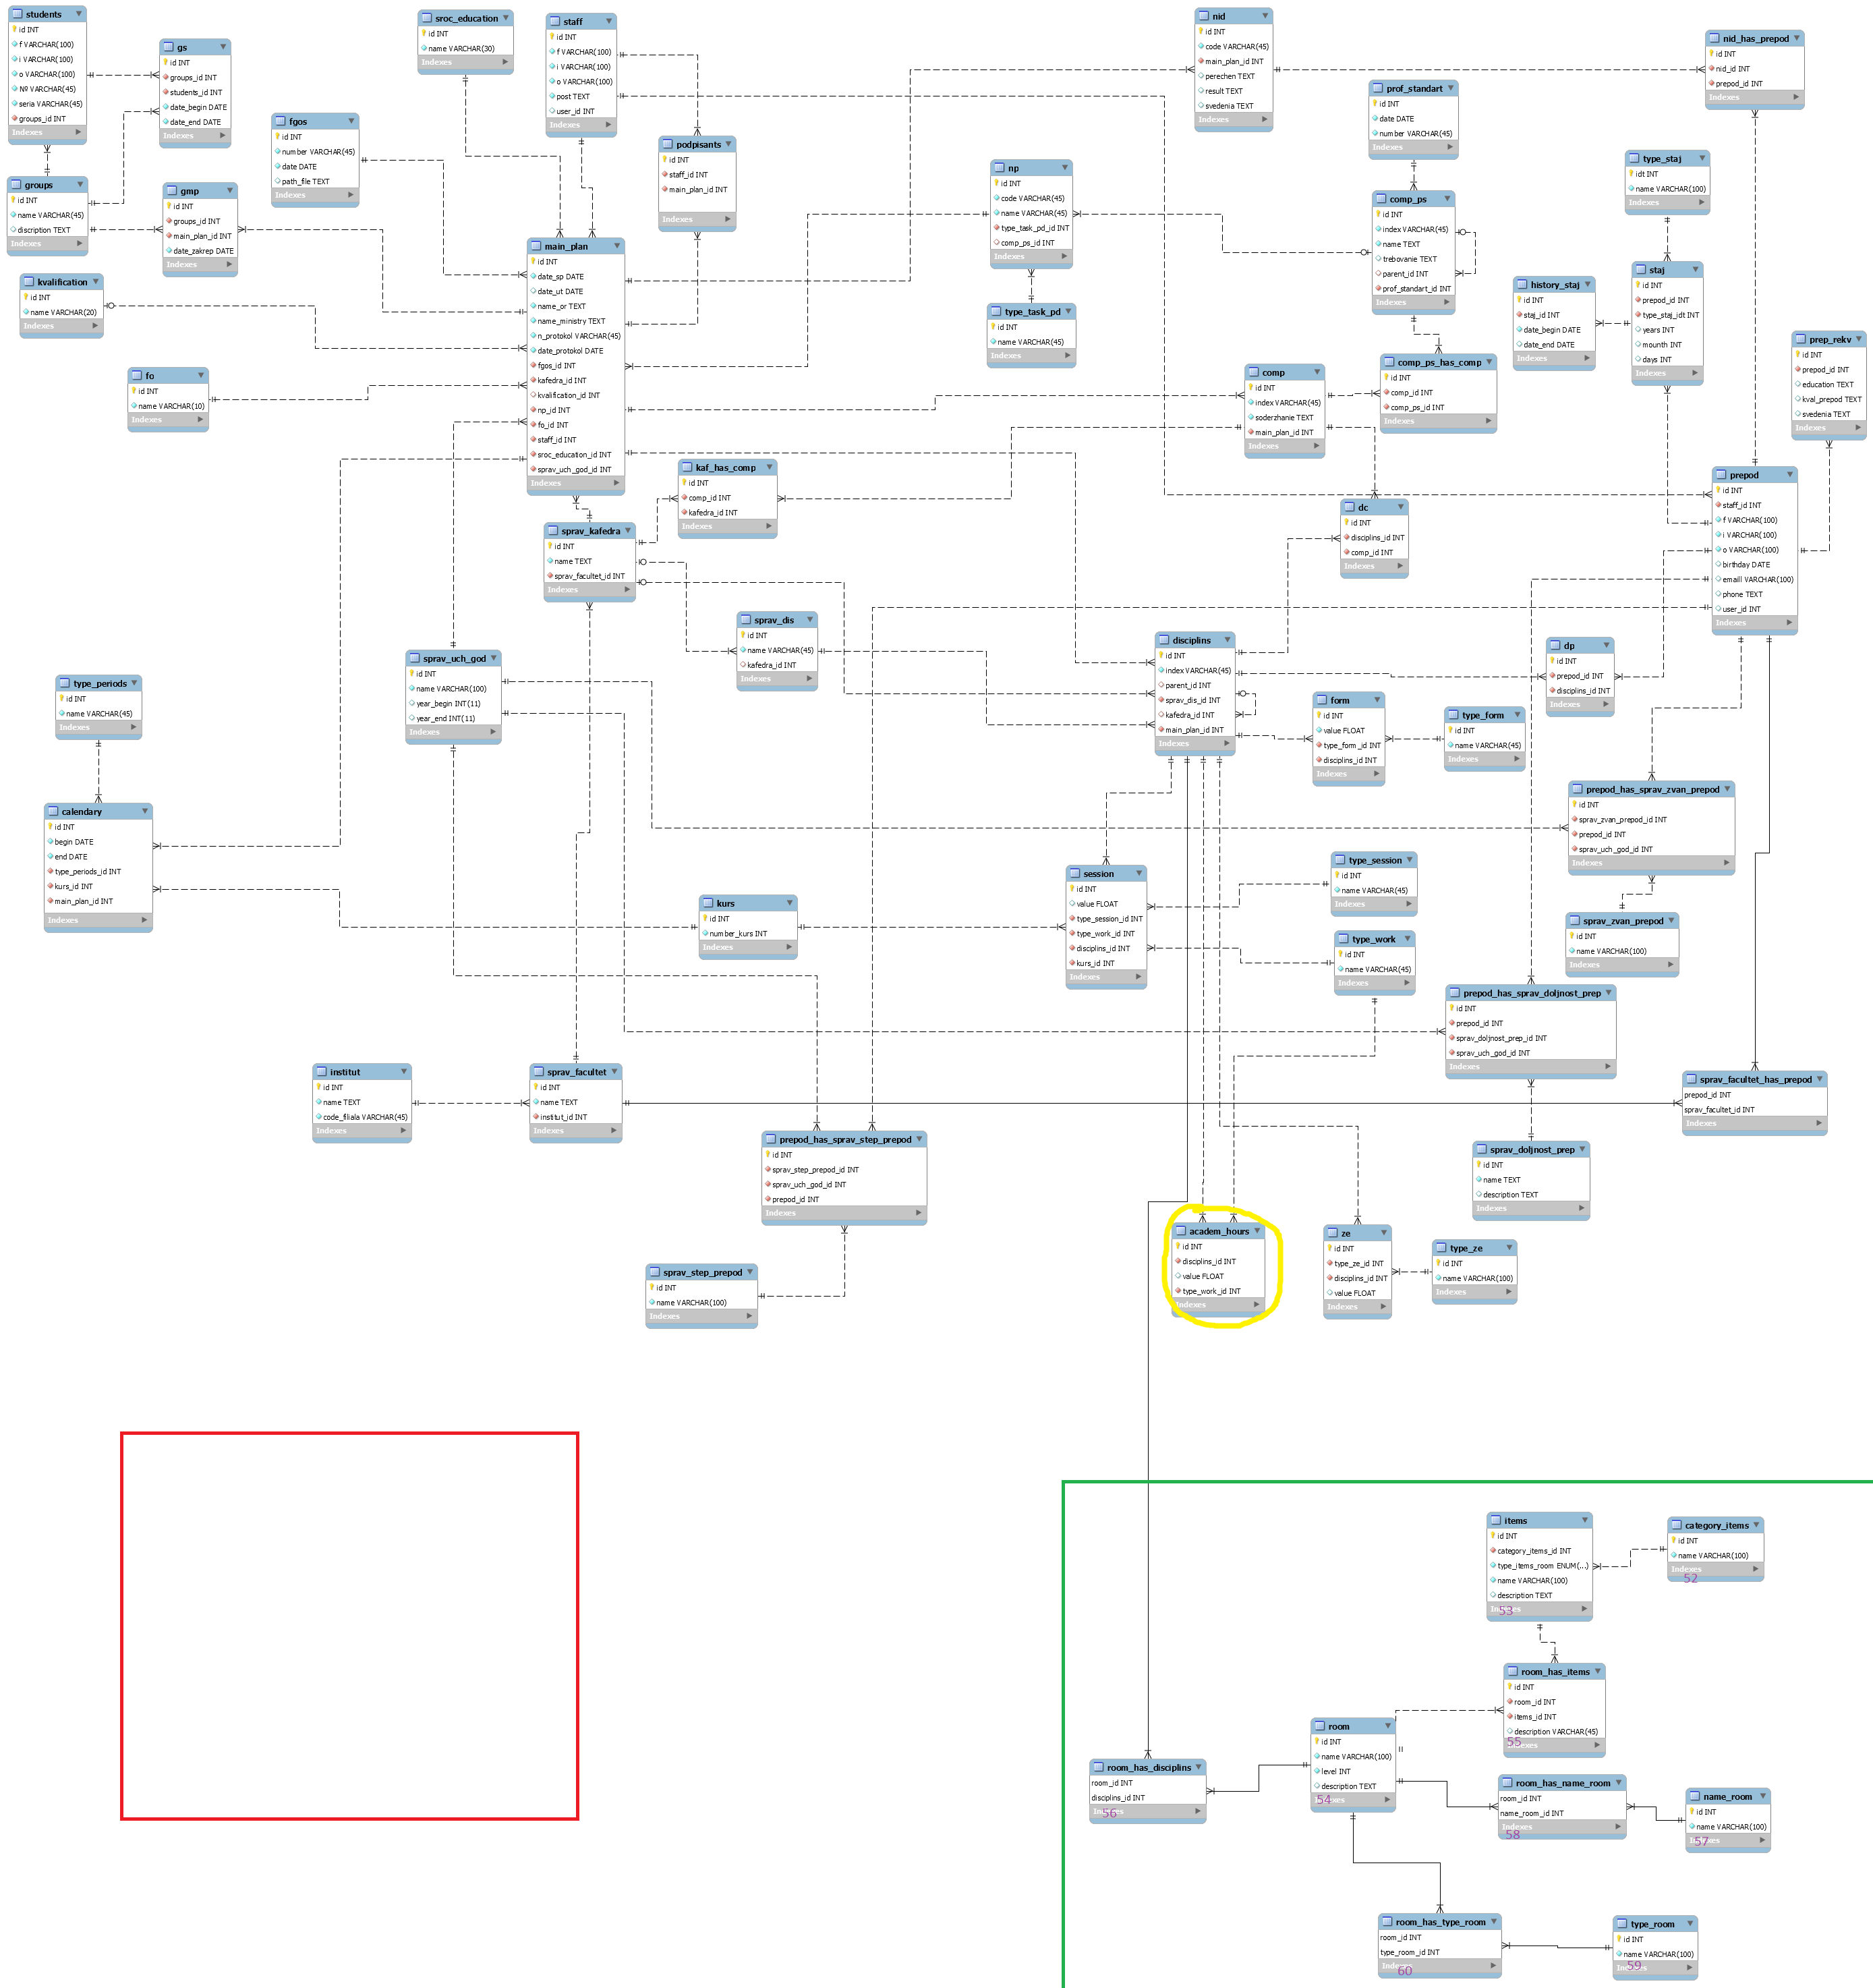 students
id INT
f VARCHAR(100)
i VARCHAR(100)
o VARCHAR(100)
N9 VARCHAR(45)
seria VARCHAR(45)
groups_id INT
Indexes
gs
id INT
groups_id INT
students_id INT
date_begin DATE
date_end DATE
Indexes
groups
id INT
name VARCHAR(45)
discription TEXT
Indexes
gmp
id INT
groups_id INT
main_plan_id INT
date_zakrep DATE
Indexes
kvalification
id INT
name VARCHAR(20)
Indexes
fo
id INT
name VARCHAR(10)
Indexes
fgos
id INT
number VARCHAR(45)
date DATE
path_file TEXT
Indexes
sroc_education
id INT
name VARCHAR(30)
Indexes
staff
id INT
f VARCHAR(100)
i VARCHAR(100)
o VARCHAR(100)
post TEXT
user_id INT
Indexes
podpisants
id INT
staff_id INT
main_plan_id INT
Indexes
main_plan
id INT
date_sp DATE
date_ut DATE
name_or TEXT
name_ministry TEXT
n_protokol VARCHAR(45)
date_protokol DATE
fgos_id INT
kafedra_id INT
kvalification_id INT
np_id INT
fo_id INT
staff_id INT
sroc_education_id INT
sprav_uch_god_id INT
Indexes
nid
id INT
code VARCHAR(45)
main_plan_id INT
perechen TEXT
result TEXT
svedenia TEXT
Indexes
nid_has_prepod
id INT
nid_id INT
prepod_id INT
Indexes
prof_standart
id INT
date DATE
number VARCHAR(45)
Indexes
np
id INT
code VARCHAR(45)
name VARCHAR(45)
type_task_pd_id INT
comp_ps_id INT
Indexes
type_task_pd
id INT
name VARCHAR(45)
Indexes
comp_ps
id INT
index VARCHAR(45)
name TEXT
trebovanie TEXT
parent_id INT
prof_standart_id INT
Indexes
type_staj
idt INT
name VARCHAR(100)
Indexes
staj
id INT
prepod_id INT
type_staj_idt INT
years INT
mounth INT
days INT
Indexes
history_staj
id INT
staj_id INT
date_begin DATE
date_end DATE
Indexes
prep_rekv
id INT
prepod_id INT
education TEXT
kval_prepod TEXT
svedenia TEXT
Indexes
comp
id INT
index VARCHAR(45)
soderzhanie TEXT
main_plan_id INT
Indexes
comp_ps_has_comp
id INT
comp_id INT
comp_ps_id INT
Indexes
kaf_has_comp
id INT
comp_id INT
kafedra_id INT
Indexes
sprav_kafedra
id INT
name TEXT
sprav_facultet_id INT
Indexes
dc
id INT
disciplins_id INT
comp_id INT
Indexes
prepod
id INT
staff_id INT
f VARCHAR(100)
i VARCHAR(100)
o VARCHAR(100)
birthday DATE
emaill VARCHAR(100)
phone TEXT
user_id INT
Indexes
sprav_dis
id INT
name VARCHAR(45)
kafedra_id INT
Indexes
sprav_uch_god
id INT
name VARCHAR(100)
year_begin INT(11)
year_end INT(11)
Indexes
disciplins
id INT
index VARCHAR(45)
parent_id INT
sprav_dis_id INT
kafedra_id INT
main_plan_id INT
Indexes
dp
id INT
prepod_id INT
disciplins_id INT
Indexes
form
id INT
value FLOAT
type_form_id INT
disciplins_id INT
Indexes
type_form
id INT
name VARCHAR(45)
Indexes
type_periods
id INT
name VARCHAR(45)
Indexes
calendary
id INT
begin DATE
end DATE
type_periods_id INT
kurs_id INT
main_plan_id INT
Indexes
prepod_has_sprav_zvan_prepod
id INT
sprav_zvan_prepod_id INT
prepod_id INT
sprav_uch_god_id INT
Indexes
sprav_zvan_prepod
id INT
name VARCHAR(100)
Indexes
kurs
id INT
number_kurs INT
Indexes
session
id INT
value FLOAT
type_session_id INT
type_work_id INT
disciplins_id INT
kurs_id INT
Indexes
type_session
id INT
name VARCHAR(45)
Indexes
type_work
id INT
name VARCHAR(45)
Indexes
prepod_has_sprav_doljnost_prep
id INT
prepod_id INT
sprav_doljnost_prep_id INT
sprav_uch_god_id INT
Indexes
institut
id INT
name TEXT
code_filiala VARCHAR(45)
Indexes
sprav_facultet
id INT
name TEXT
institut_id INT
Indexes
sprav_facultet_has_prepod
prepod_id INT
sprav_facultet_id INT
Indexes
prepod_has_sprav_step_prepod
id INT
sprav_step_prepod_id INT
sprav_uch_god_id INT
prepod_id INT
Indexes
sprav_doljnost_prep
id INT
name TEXT
description TEXT
Indexes
sprav_step_prepod
id INT
name VARCHAR(100)
Indexes
academ_hours
id INT
disciplins_id INT
value FLOAT
type_work_id INT
Indexes
ze
id INT
type_ze_id INT
disciplins_id INT
value FLOAT
Indexes
type_ze
id INT
name VARCHAR(100)
Indexes
items
id INT
category_items_id INT
type_items_room ENUM(...)
name VARCHAR(100)
description TEXT
Indexes
53
category_items
id INT
name VARCHAR(100)
Indexes
52
room_has_items
id INT
room_id INT
items_id INT
description VARCHAR(45)
Indexes
55
room
id INT
name VARCHAR(100)
level INT
description TEXT
Indexes
54
room_has_disciplins
room_id INT
disciplins_id INT
Indexes
56
room_has_name_room
room_id INT
name_room_id INT
Indexes
58
name_room
id INT
name VARCHAR(100)
Indexes
57
room_has_type_room
room_id INT
type_room_id INT
Indexes
60
type_room
id INT
name VARCHAR(100)
Indexes
59